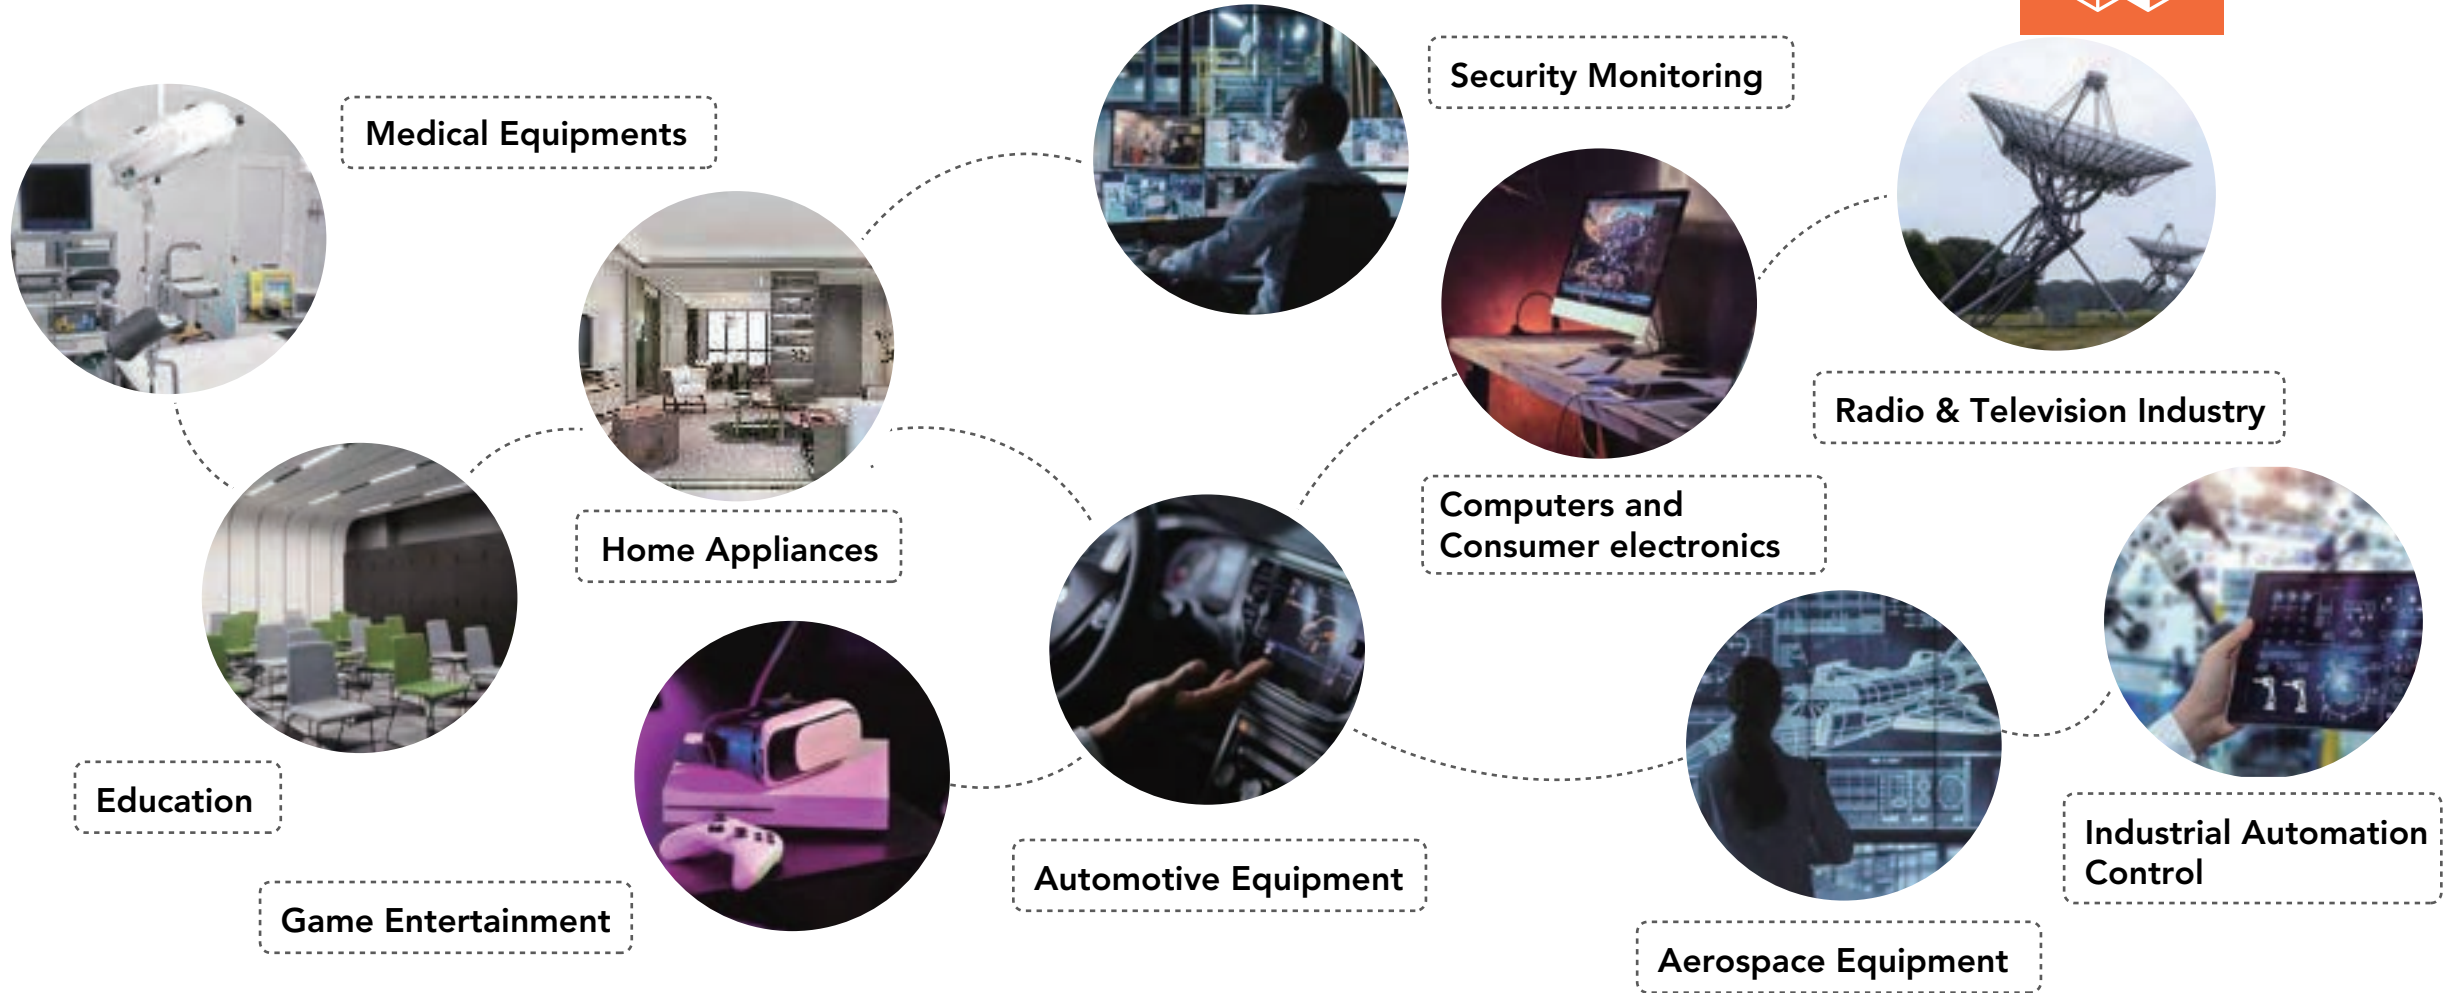 Security Monitoring
Medical Equipments
Radio & Television Industry
Computers and
Consumer electronics
Home Appliances
Education
Industrial Automation
Control
Automotive Equipment
Game Entertainment
Aerospace Equipment